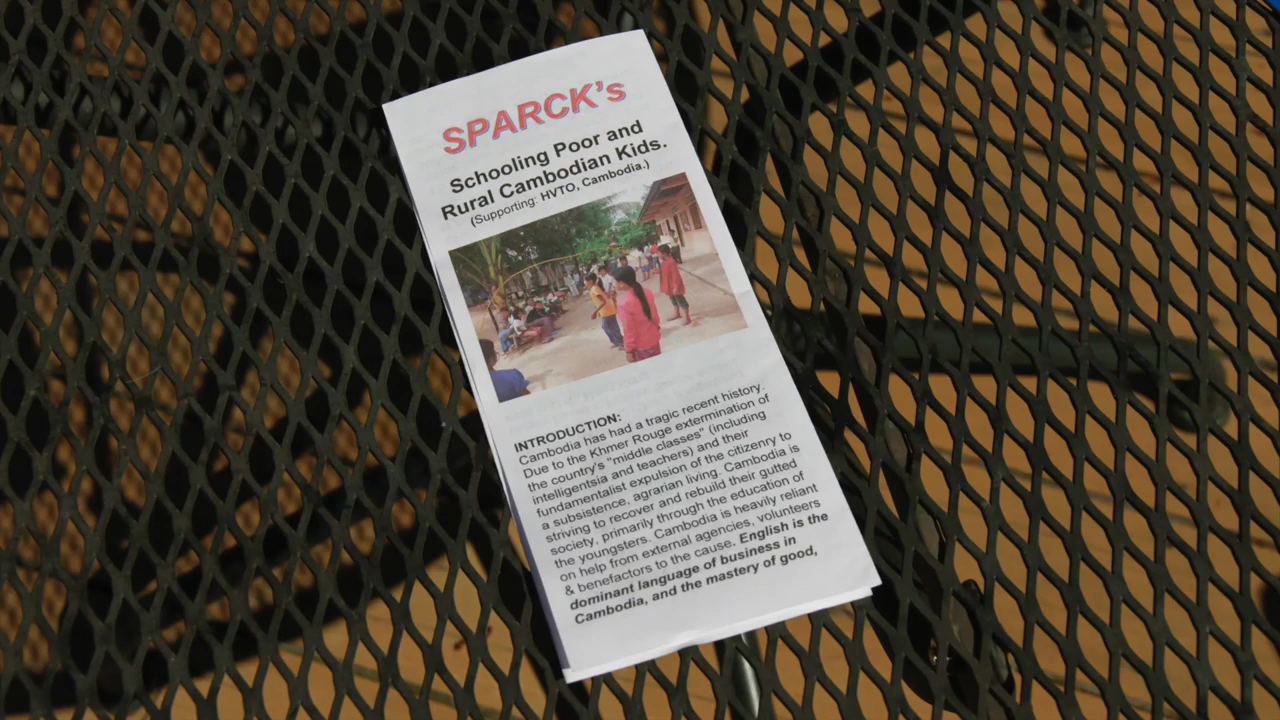 SPARCK's
Schooling Poor and
Rural Cambodian Kids.
(Supporting: HVTO, Cambodia.)
INTRODUCTION:
Cambodia has had a tragic recent history.
Due to the Khmer Rouge extermination of
the country's "middle classes" (including
intelligentsia and teachers) and their
fundamentalist expulsion of the citizenry to
a subsistence, agrarian living. Cambodia is
striving to recover and rebuild their gutted
society, primarily through the education of
the youngsters. Cambodia is heavily reliant
on help from external agencies, volunteers
& benefactors to the cause. English is the
dominant language of business in
Cambodia, and the mastery of good,